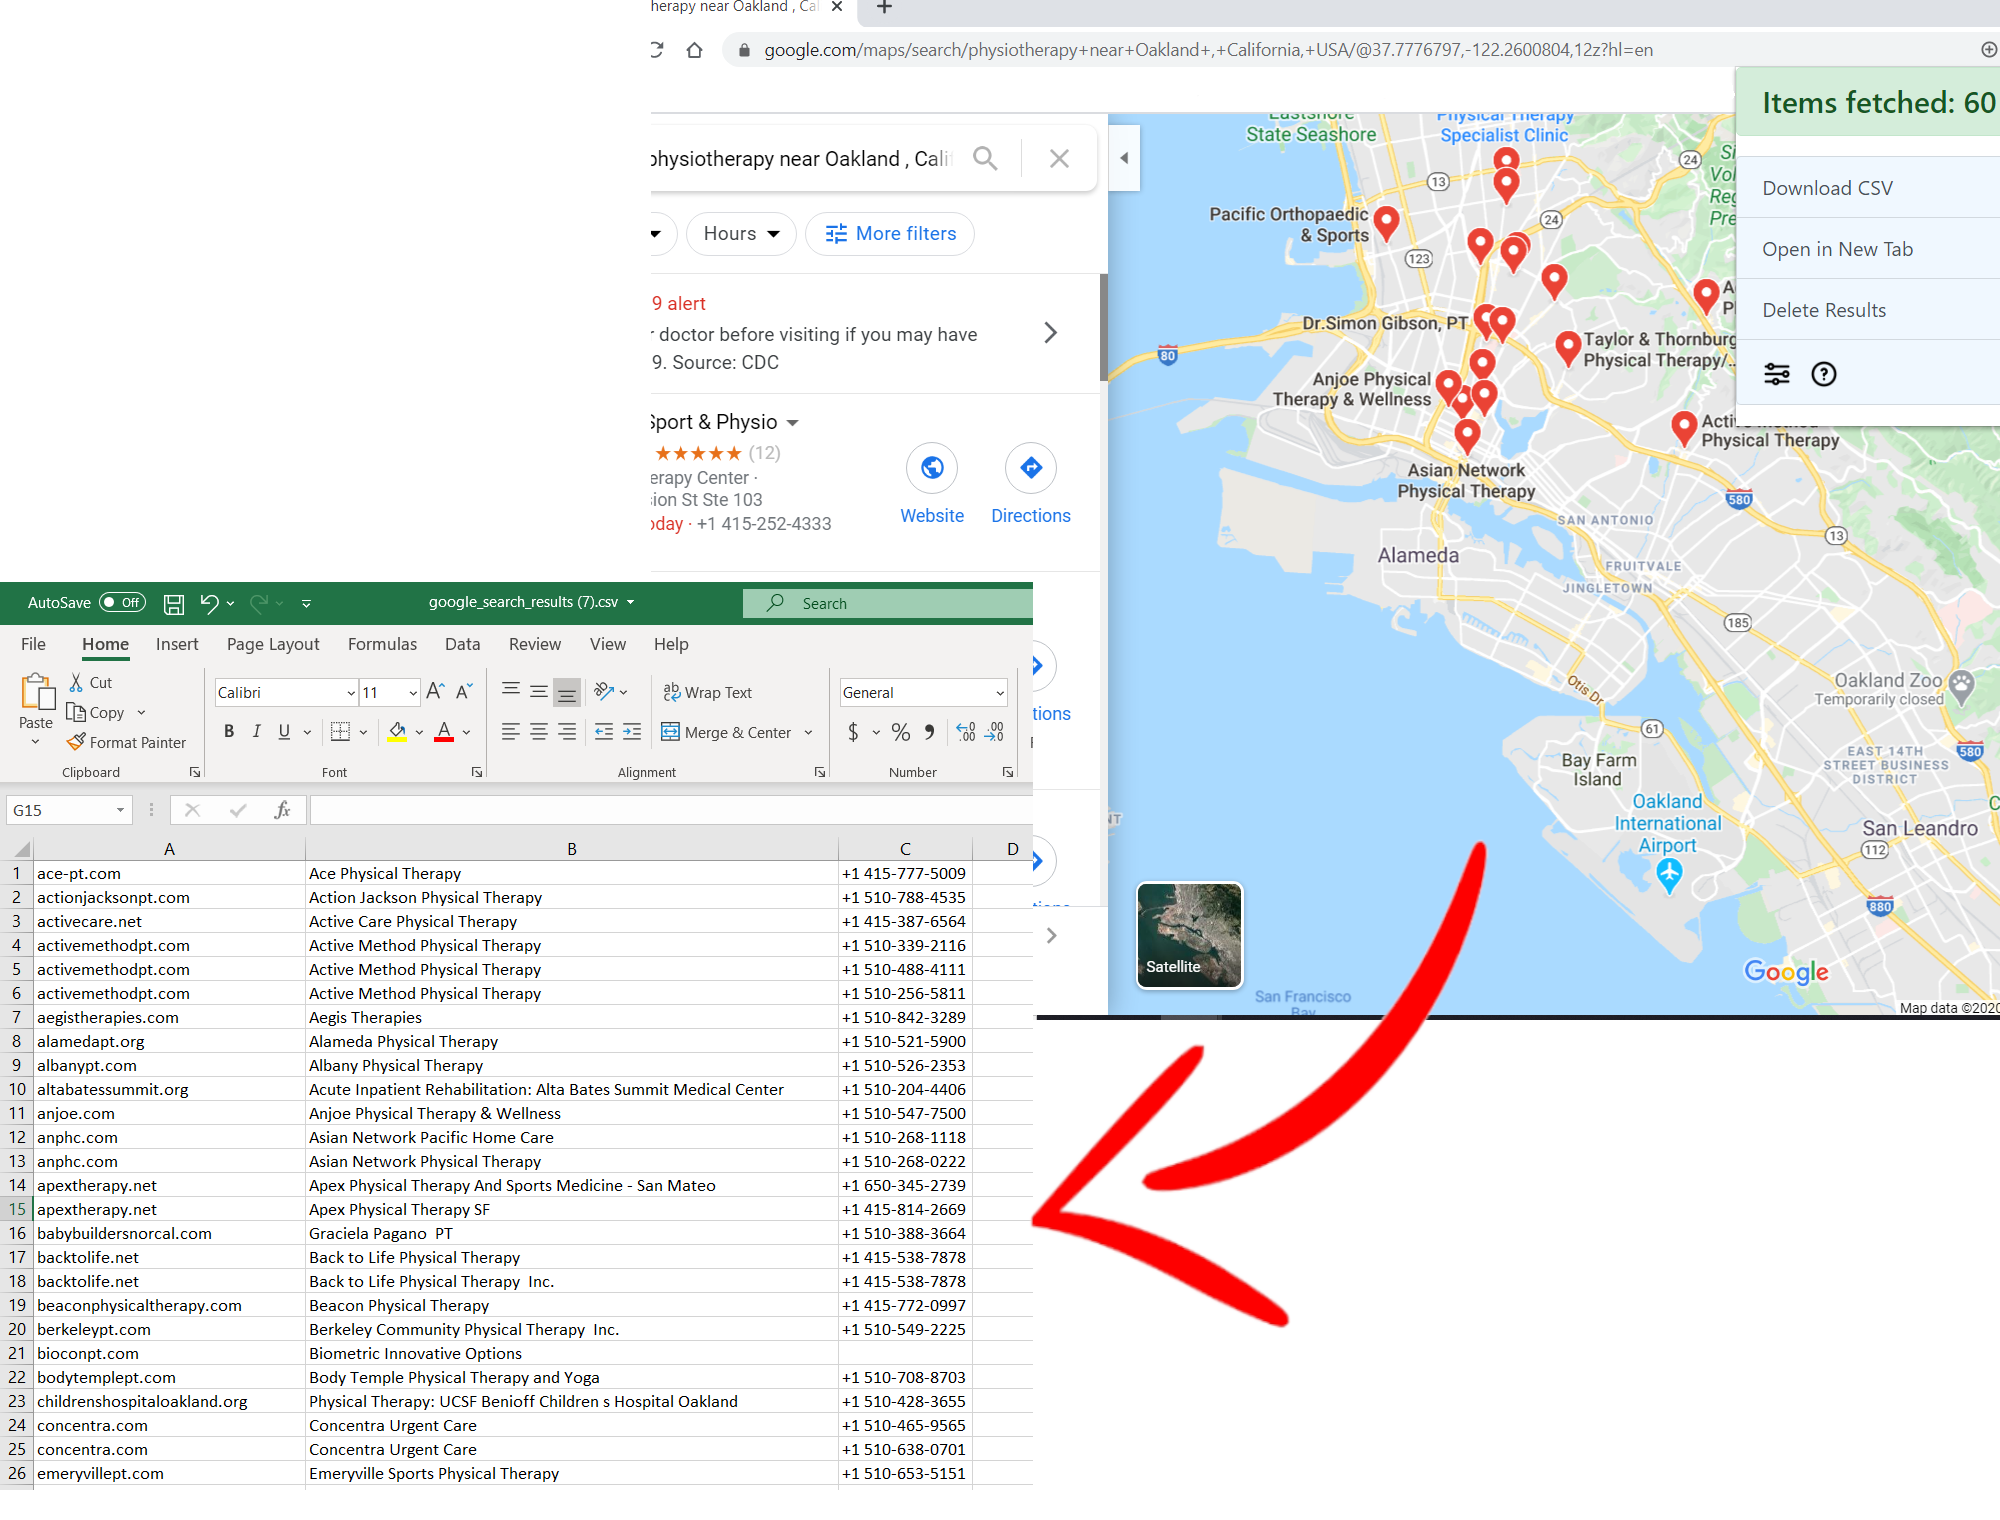 herapy near Oakland , Ca
google.com/maps/search/physiotherapy+near+Oakland+,+California,+USA/@37.7776797,-122.2600804,12z?hl=en
Items fetched: 60
Download CSV
Open in New Tab
Delete Results
physiotherapy near Oakland , Cali
Hours
More filters
9 alert
r doctor before visiting if you may have
9. Source: CDC
Sport & Physio
(12)
erapy Center ·
sion St Ste 103
oday · +1 415-252-4333
Website
Directions
tions
Eastshore
State Seashore
Physical Therapy
Specialist Clinic
24
13
Pacific Orthopaedic
& Sports
24
123
Dr.Simon Gibson, PT
80
Taylor & Thornburg
Physical Therapy/...
Anjoe Physical
Therapy & Wellness
Active Method
Physical Therapy
Asian Network
Physical Therapy
580
SAN ANTONIO
13
Alameda
FRUITVALE
JINGLETOWN
185
Otis Dr
Oakland Zoo
Temporarily closed
61
Bay Farm
Island
EAST 14TH
STREET BUSINESS
DISTRICT
580
Oakland
International
Airport
San Leandro
112
880
Satellite
San Francisco
Bay
Google
Map data ©2020
AutoSave Off
google_search_results (7).csv
Search
File Home Insert Page Layout Formulas Data Review View Help
Paste
Cut
Copy
Format Painter
Clipboard
Calibri 11
B I U
Font
Wrap Text
Merge & Center
Alignment
General
$ % ,
Number
G15
fx
A B C D
1 ace-pt.com Ace Physical Therapy +1 415-777-5009
2 actionjacksonpt.com Action Jackson Physical Therapy +1 510-788-4535
3 activecare.net Active Care Physical Therapy +1 415-387-6564
4 activemethodpt.com Active Method Physical Therapy +1 510-339-2116
5 activemethodpt.com Active Method Physical Therapy +1 510-488-4111
6 activemethodpt.com Active Method Physical Therapy +1 510-256-5811
7 aegistherapies.com Aegis Therapies +1 510-842-3289
8 alamedapt.org Alameda Physical Therapy +1 510-521-5900
9 albanypt.com Albany Physical Therapy +1 510-526-2353
10 altabatessummit.org Acute Inpatient Rehabilitation: Alta Bates Summit Medical Center +1 510-204-4406
11 anjoe.com Anjoe Physical Therapy & Wellness +1 510-547-7500
12 anphc.com Asian Network Pacific Home Care +1 510-268-1118
13 anphc.com Asian Network Physical Therapy +1 510-268-0222
14 apextherapy.net Apex Physical Therapy And Sports Medicine - San Mateo +1 650-345-2739
15 apextherapy.net Apex Physical Therapy SF +1 415-814-2669
16 babybuildersnorcal.com Graciela Pagano  PT +1 510-388-3664
17 backtolife.net Back to Life Physical Therapy +1 415-538-7878
18 backtolife.net Back to Life Physical Therapy  Inc. +1 415-538-7878
19 beaconphysicaltherapy.com Beacon Physical Therapy +1 415-772-0997
20 berkeleypt.com Berkeley Community Physical Therapy  Inc. +1 510-549-2225
21 bioconpt.com Biometric Innovative Options
22 bodytemplept.com Body Temple Physical Therapy and Yoga +1 510-708-8703
23 childrenshospitaloakland.org Physical Therapy: UCSF Benioff Children s Hospital Oakland +1 510-428-3655
24 concentra.com Concentra Urgent Care +1 510-465-9565
25 concentra.com Concentra Urgent Care +1 510-638-0701
26 emeryvillept.com Emeryville Sports Physical Therapy +1 510-653-5151